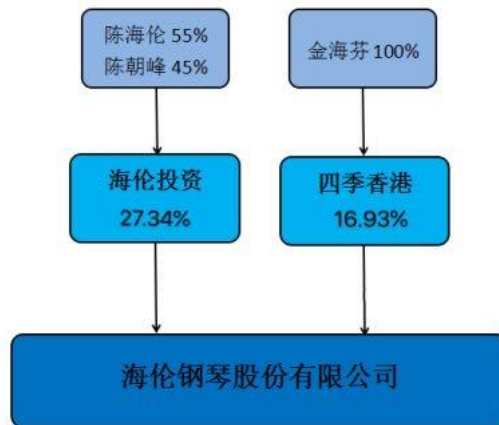 陈海伦 55%
陈朝峰 45%
金海芬 100%
海伦投资
27.34%
四季香港
16.93%
海伦钢琴股份有限公司